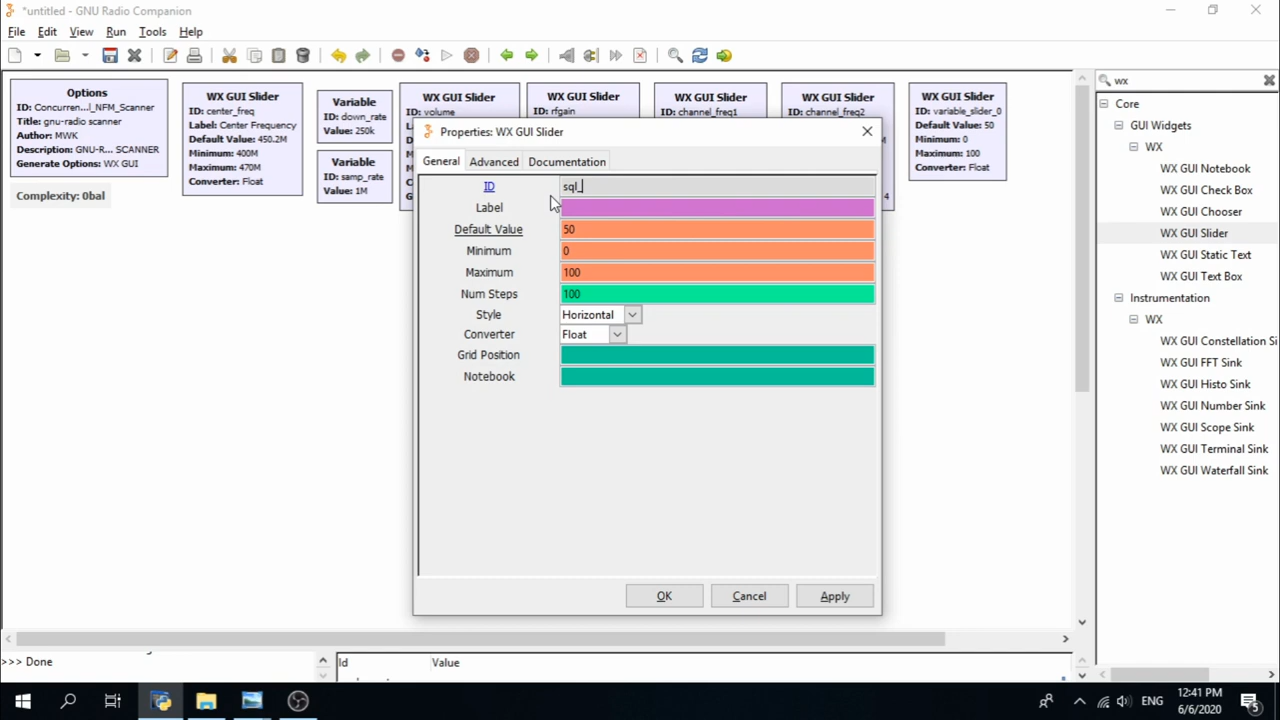 *untitled - GNU Radio Companion
File Edit View Run Tools Help
Options
ID: Concurren...l_NFM_Scanner
Title: gnu-radio scanner
Author: MWK
Description: GNU-R... SCANNER
Generate Options: WX GUI
Complexity: 0bal
WX GUI Slider
ID: center_freq
Label: Center Frequency
Default Value: 450.2M
Minimum: 400M
Maximum: 470M
Converter: Float
Variable
ID: down_rate
Value: 250k
Variable
ID: samp_rate
Value: 1M
WX GUI Slider
ID: volume
WX GUI Slider
ID: rfgain
WX GUI Slider
ID: channel_freq1
WX GUI Slider
ID: channel_freq2
4
WX GUI Slider
ID: variable_slider_0
Default Value: 50
Minimum: 0
Maximum: 100
Converter: Float
Properties: WX GUI Slider
General Advanced Documentation
ID sql_
Label
Default Value 50
Minimum 0
Maximum 100
Num Steps 100
Style Horizontal
Converter Float
Grid Position
Notebook
OK Cancel Apply
wx
Core
GUI Widgets
WX
WX GUI Notebook
WX GUI Check Box
WX GUI Chooser
WX GUI Slider
WX GUI Static Text
WX GUI Text Box
Instrumentation
WX
WX GUI Constellation Si
WX GUI FFT Sink
WX GUI Histo Sink
WX GUI Number Sink
WX GUI Scope Sink
WX GUI Terminal Sink
WX GUI Waterfall Sink
>>> Done
Id Value
ENG
12:41 PM
6/6/2020
5